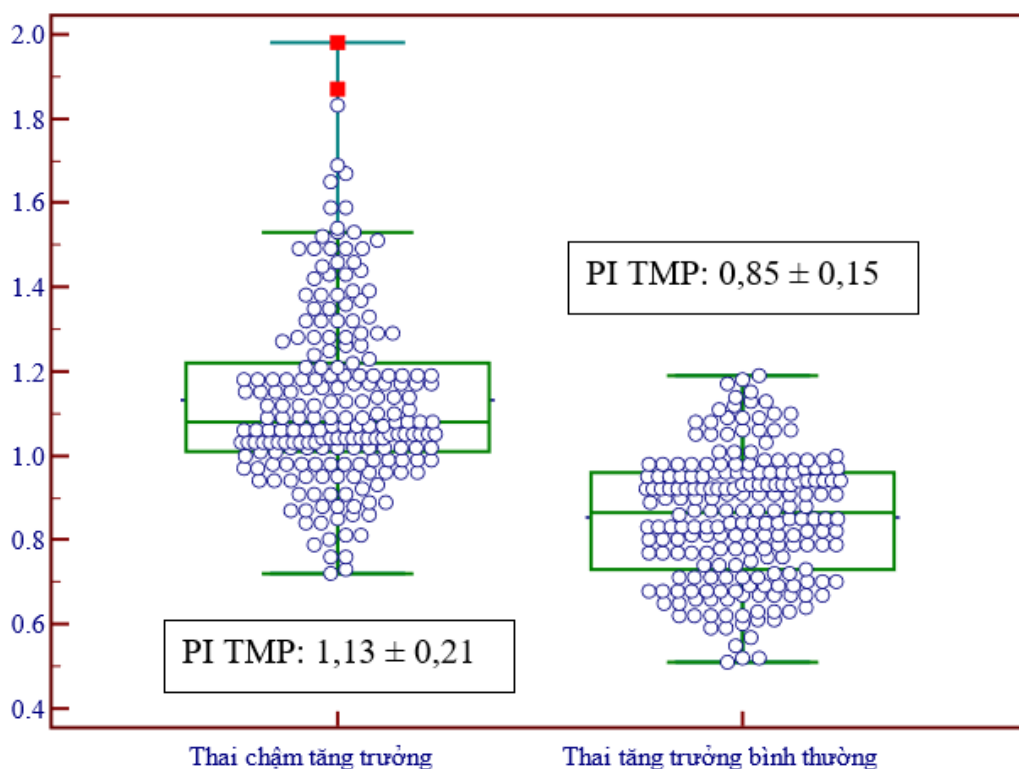 2.0
1.8
1.6
1.4
1.2
1.0
0.8
0.6
0.4
PI TMP: 0,85 ± 0,15
PI TMP: 1,13 ± 0,21
Thai chậm tăng trưởng
Thai tăng trưởng bình thường